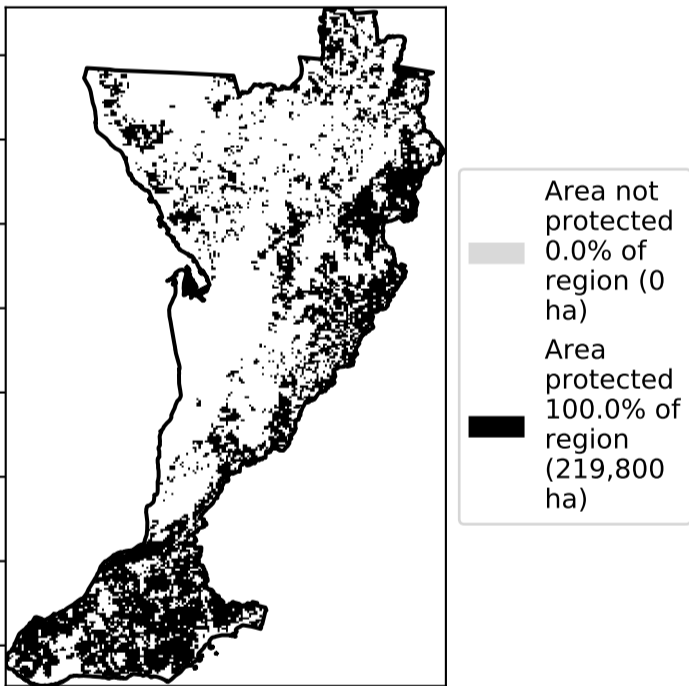 Area not
protected
0.0% of
region (0
ha)
Area
protected
100.0% of
region
(219,800
ha)